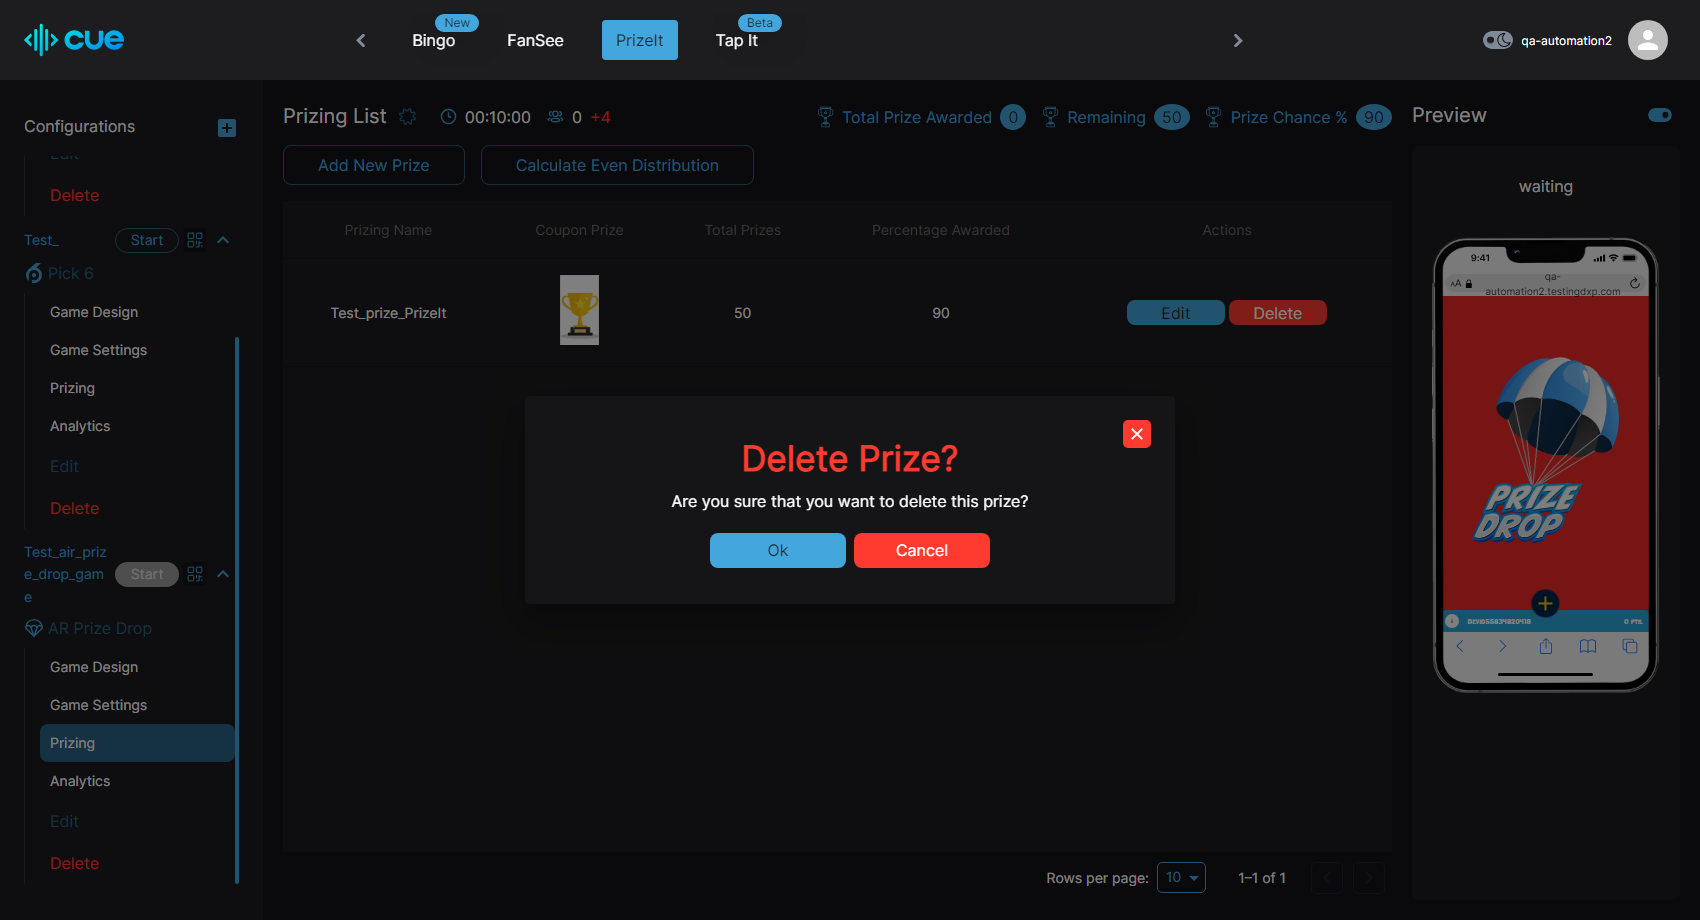 cue
New
Bingo
FanSee
PrizeIt
Beta
Tap It
qa-automation2
Configurations
Edit
Delete
Test_
Start
Pick 6
Game Design
Game Settings
Prizing
Analytics
Edit
Delete
Test_air_priz
e_drop_gam
e
Start
AR Prize Drop
Game Design
Game Settings
Prizing
Analytics
Edit
Delete
Prizing List
00:10:00
0 +4
Total Prize Awarded 0
Remaining 50
Prize Chance % 90
Add New Prize
Calculate Even Distribution
Prizing Name
Coupon Prize
Total Prizes
Percentage Awarded
Actions
Test_prize_PrizeIt
50
90
Edit
Delete
Delete Prize?
Are you sure that you want to delete this prize?
Ok
Cancel
Rows per page: 10
1–1 of 1
Preview
waiting
9:41
AA
qa-
automation2.testingdxp.com
PRIZE
DROP
0 PTS.